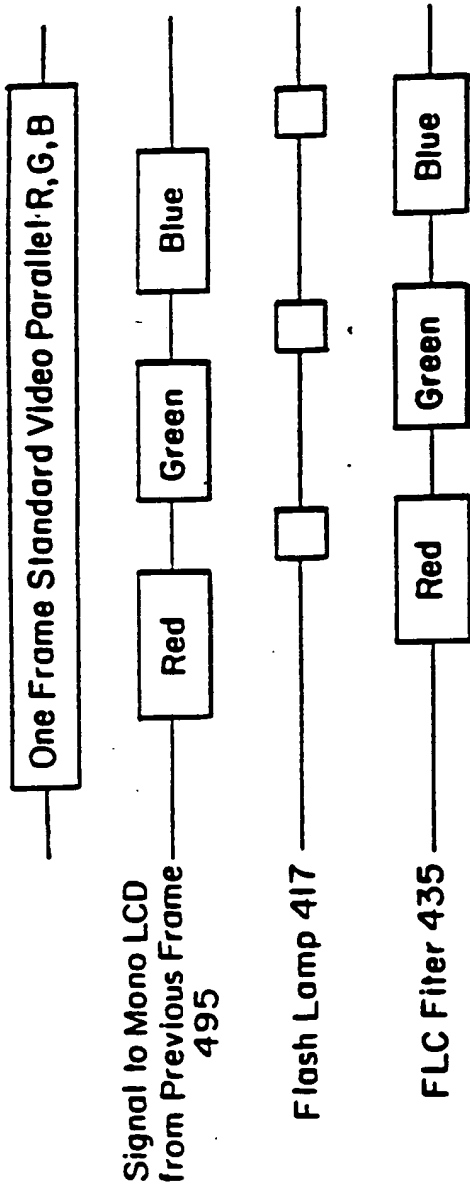 One Frame Standard Video Parallel R, G, B
Signal to Mono LCD
from Previous Frame
495
Red
Green
Blue
Flash Lamp 417
FLC Filter 435
Red
Green
Blue